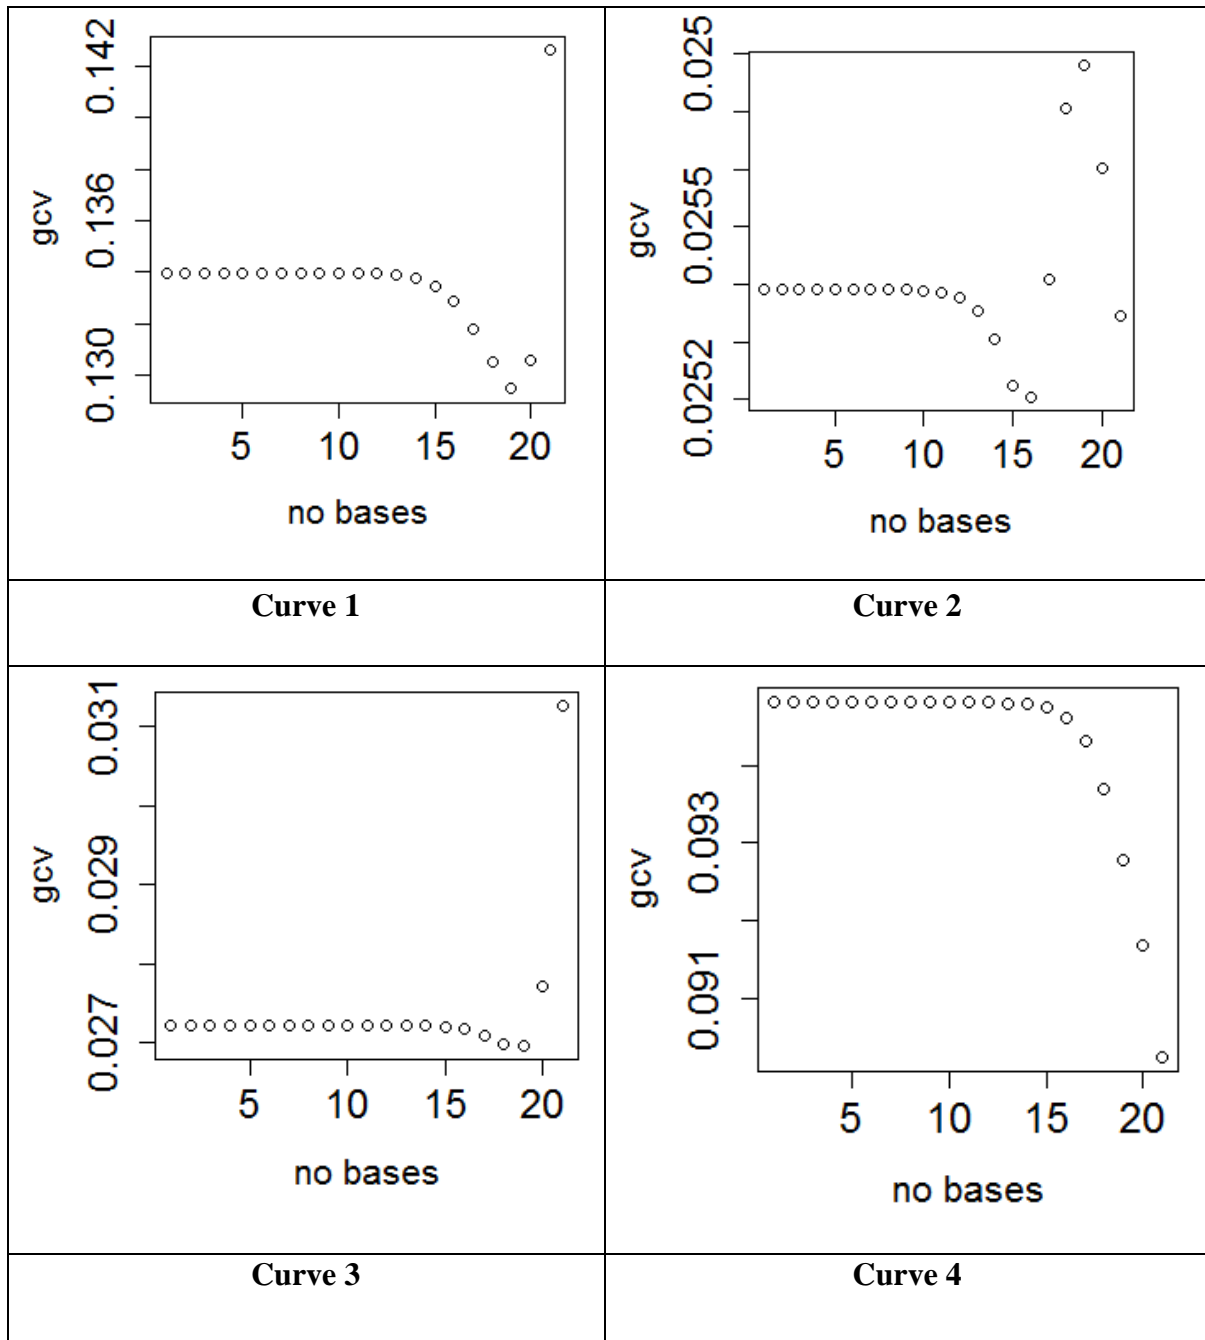 0.142
0.136
0.130
gcv
5 10 15 20
no bases
0.025
0.0255
0.0252
gcv
5 10 15 20
no bases
Curve 1
Curve 2
0.031
0.029
0.027
gcv
5 10 15 20
no bases
0.093
0.091
gcv
5 10 15 20
no bases
Curve 3
Curve 4